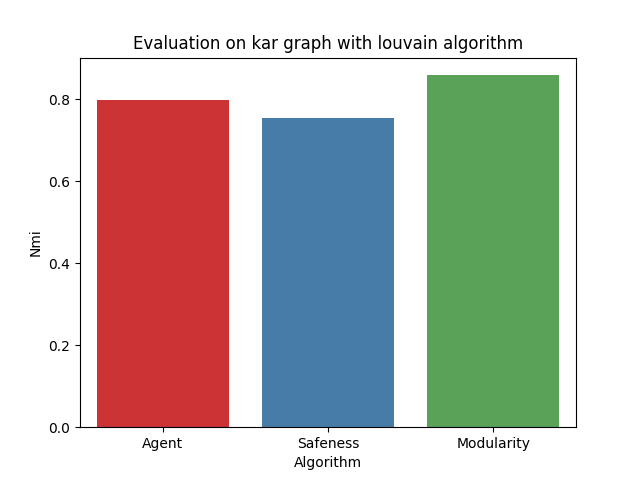 Evaluation on kar graph with louvain algorithm
Nmi
0.8
0.6
0.4
0.2
0.0
Agent
Safeness
Modularity
Algorithm